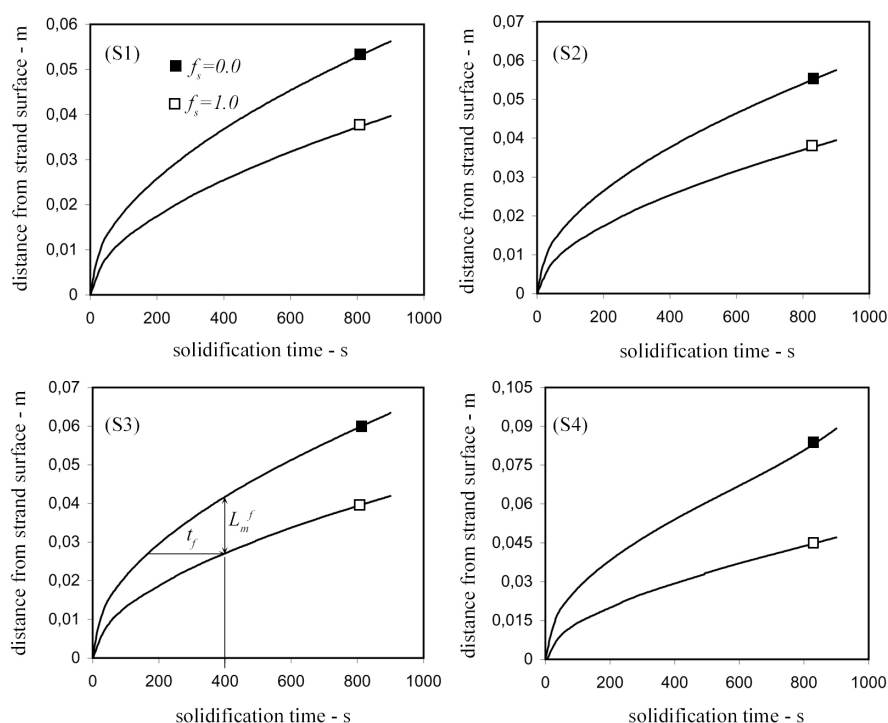 distance from strand surface - m
0,06
0,05
0,04
0,03
0,02
0,01
0
(S1)
f_s=0.0
f_s=1.0
0 200 400 600 800 1000
solidification time - s
distance from strand surface - m
0,07
0,06
0,05
0,04
0,03
0,02
0,01
0
(S2)
0 200 400 600 800 1000
solidification time - s
distance from strand surface - m
0,07
0,06
0,05
0,04
0,03
0,02
0,01
0
(S3)
t_f
L_m^f
0 200 400 600 800 1000
solidification time - s
distance from strand surface - m
0,105
0,09
0,075
0,06
0,045
0,03
0,015
0
(S4)
0 200 400 600 800 1000
solidification time - s